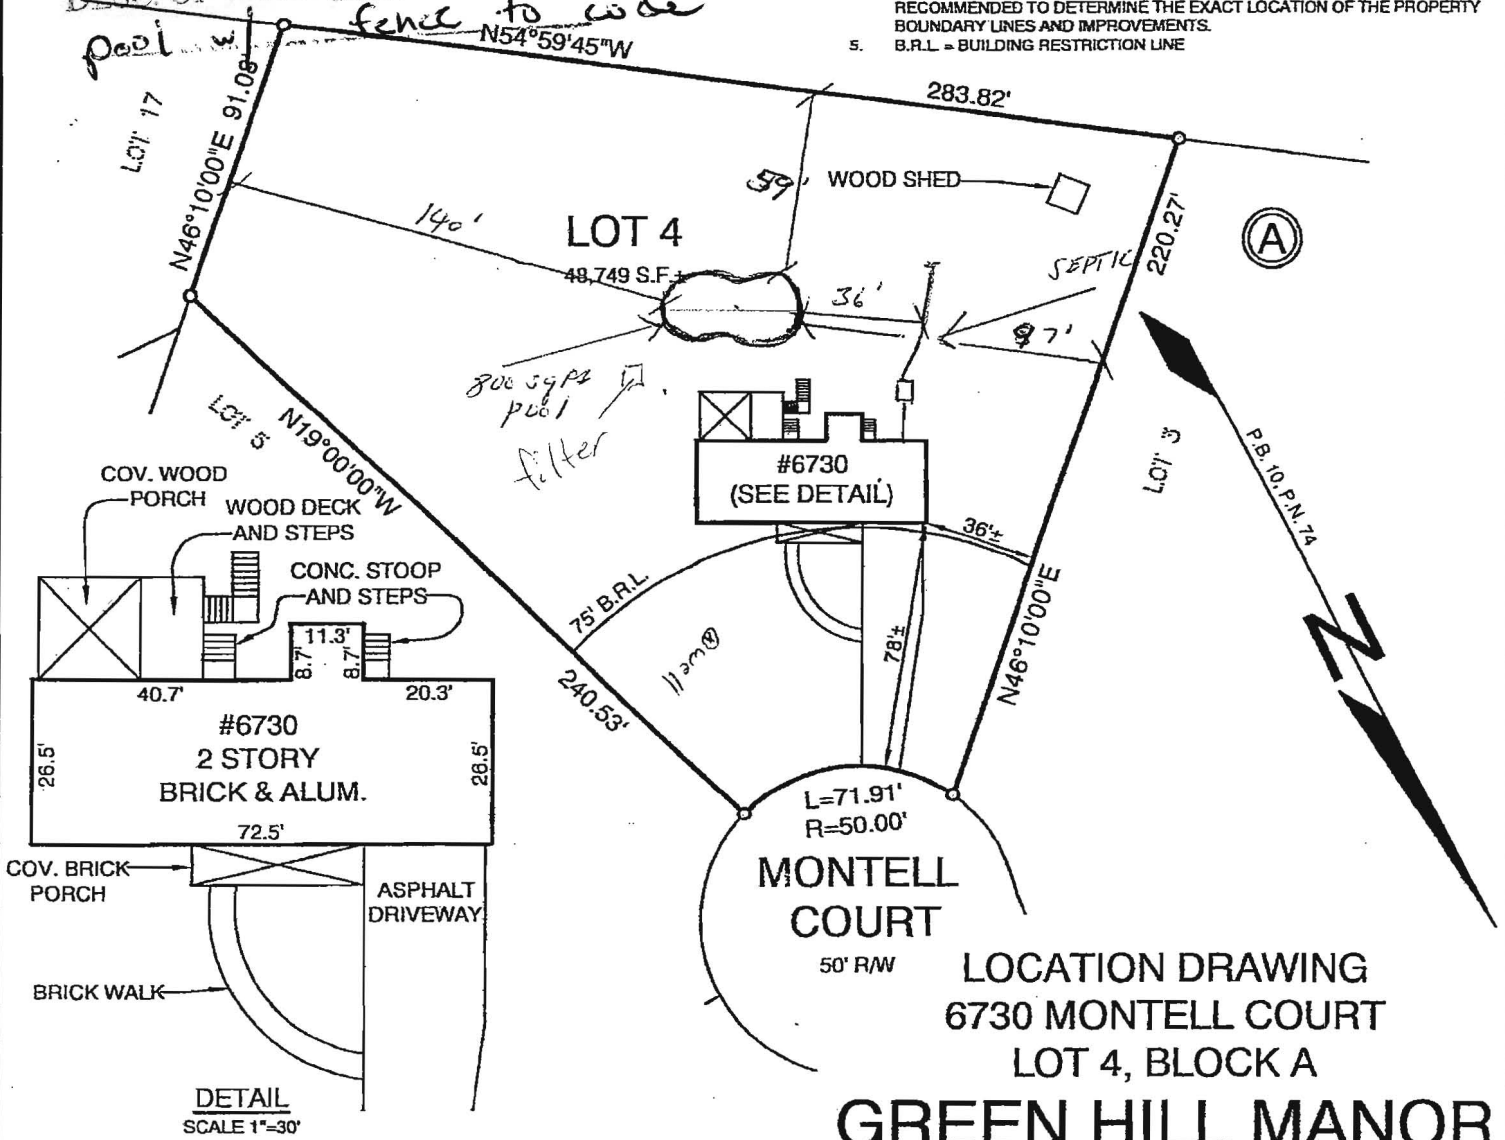 pool w/ fence to code
RECOMMENDED TO DETERMINE THE EXACT LOCATION OF THE PROPERTY
BOUNDARY LINES AND IMPROVEMENTS.
5. B.R.L. = BUILDING RESTRICTION LINE
N54°59'45"W
283.82'
LOT 17
N46°10'00"E 91.08'
59'
WOOD SHED
140'
LOT 4
48,749 S.F.±
SEPTIC
220.27'
A
36'
97'
800 sq ft
pool
filter
LOT 5
N19°00'00"W
240.53'
#6730
(SEE DETAIL)
LOT 3
P.B. 10, P.N. 74
36'±
N46°10'00"E
75' B.R.L.
well
78'±
N
COV. WOOD
PORCH
WOOD DECK
AND STEPS
CONC. STOOP
AND STEPS
11.3'
8.7'
8.7'
40.7'
20.3'
#6730
2 STORY
BRICK & ALUM.
26.5'
26.5'
72.5'
COV. BRICK
PORCH
ASPHALT
DRIVEWAY
BRICK WALK
DETAIL
SCALE 1"=30'
L=71.91'
R=50.00'
MONTELL
COURT
50' R/W
LOCATION DRAWING
6730 MONTELL COURT
LOT 4, BLOCK A
GREEN HILL MANOR